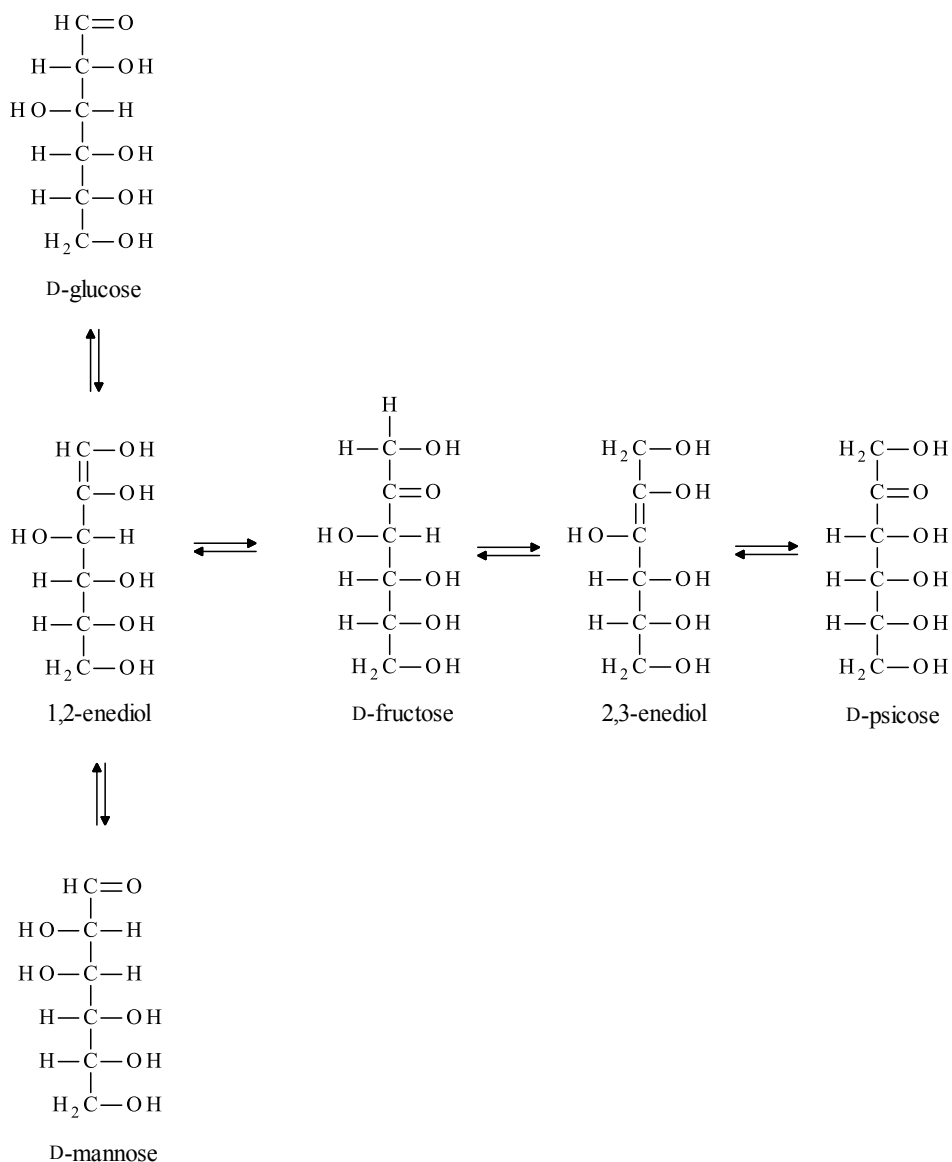 HC=O
H—C—OH
HO—C—H
H—C—OH
H—C—OH
H₂C—OH
D-glucose
HC—OH
C—OH
HO—C—H
H—C—OH
H—C—OH
H₂C—OH
1,2-enediol
H
H—C—OH
C=O
HO—C—H
H—C—OH
H—C—OH
H₂C—OH
D-fructose
H₂C—OH
C—OH
HO—C
H—C—OH
H—C—OH
H₂C—OH
2,3-enediol
H₂C—OH
C=O
H—C—OH
H—C—OH
H—C—OH
H₂C—OH
D-psicose
HC=O
HO—C—H
HO—C—H
H—C—OH
H—C—OH
H₂C—OH
D-mannose